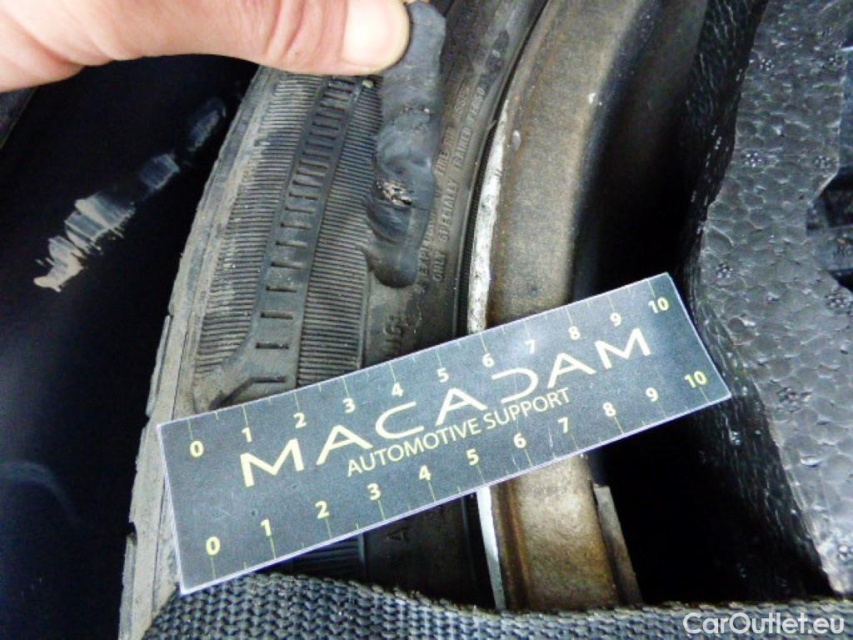 0 1 2 3 4 5 6 7 8 9 10
MACADAM
AUTOMOTIVE SUPPORT
0 1 2 3 4 5 6 7 8 9 10
CarOutlet.eu